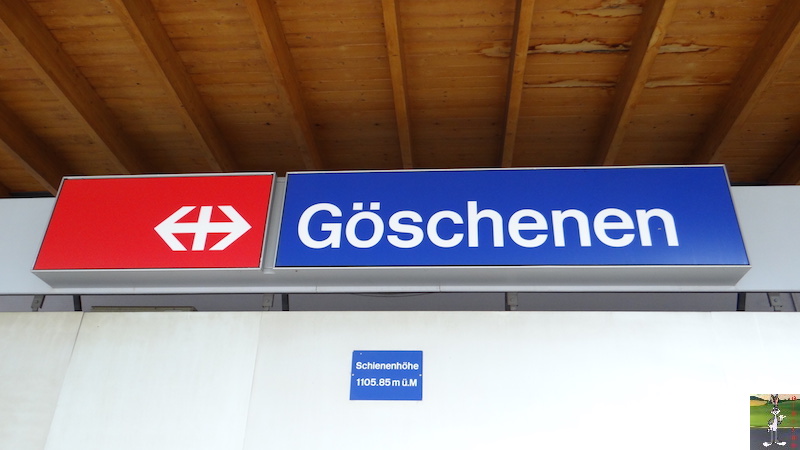 Göschenen
Schienenhöhe
1105.85 m ü.M